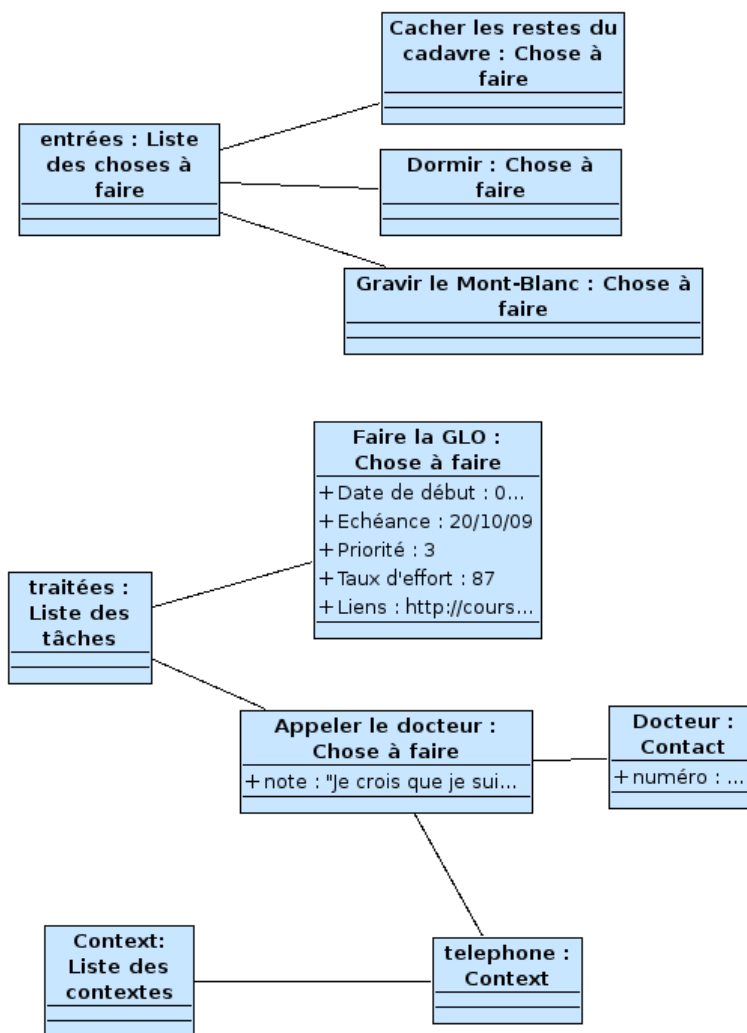 Cacher les restes du
cadavre : Chose à
faire
entrées : Liste
des choses à
faire
Dormir : Chose à
faire
Gravir le Mont-Blanc : Chose à
faire
Faire la GLO :
Chose à faire
+ Date de début : 0...
+ Echéance : 20/10/09
+ Priorité : 3
+ Taux d'effort : 87
+ Liens : http://cours...
traitées :
Liste des
tâches
Appeler le docteur :
Chose à faire
+ note : "Je crois que je sui...
Docteur :
Contact
+ numéro : ...
Context:
Liste des
contextes
telephone :
Context